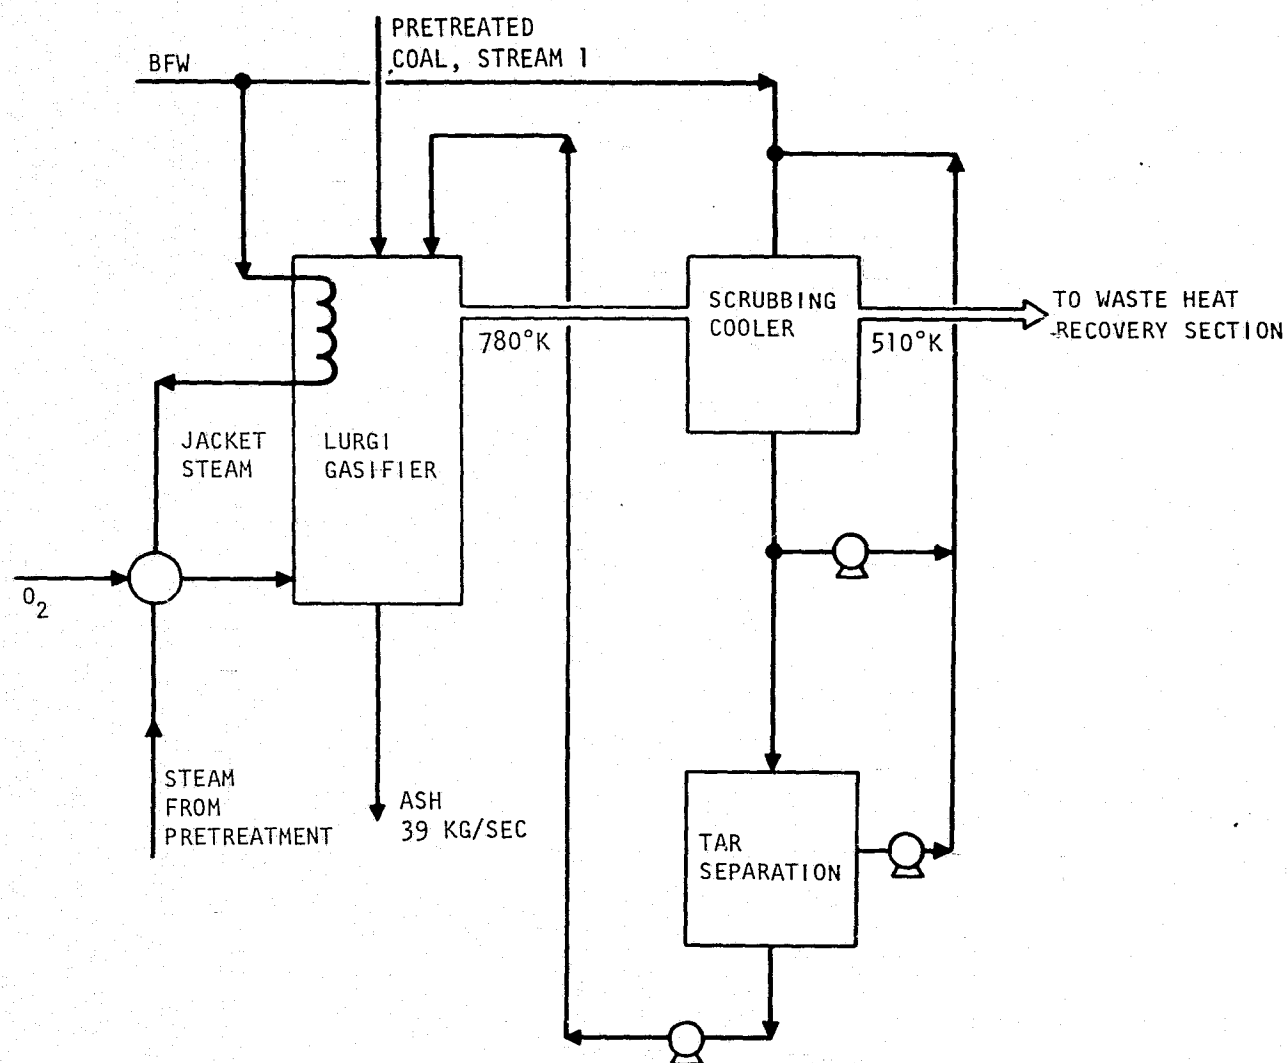 PRETREATED
COAL, STREAM 1
BFW
SCRUBBING
COOLER
TO WASTE HEAT
RECOVERY SECTION
780°K
510°K
JACKET
STEAM
LURGI
GASIFIER
O2
STEAM
FROM
PRETREATMENT
ASH
39 KG/SEC
TAR
SEPARATION